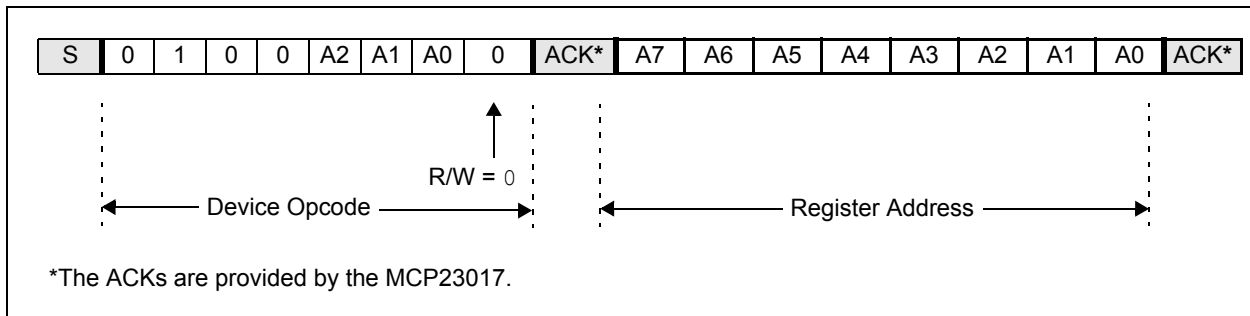 S 0 1 0 0 A2 A1 A0 0 ACK* A7 A6 A5 A4 A3 A2 A1 A0 ACK*
R/W = 0
Device Opcode
Register Address
*The ACKs are provided by the MCP23017.